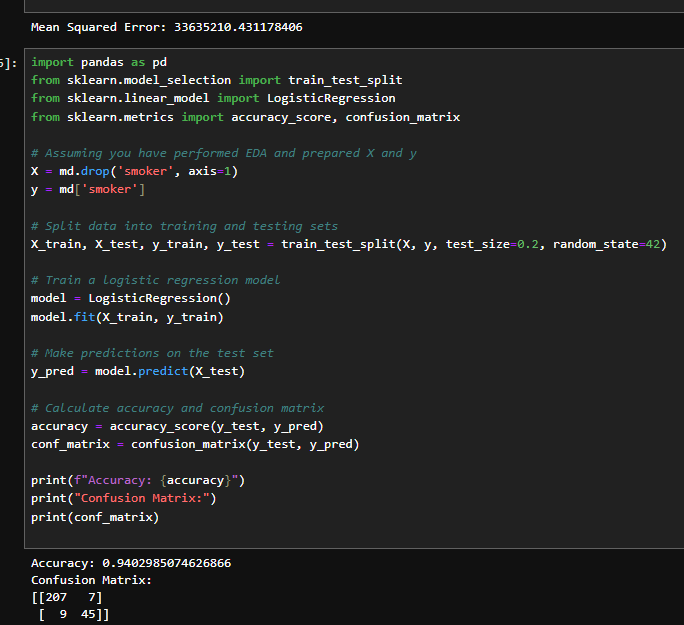 Mean Squared Error: 33635210.431178406
5]:
import pandas as pd
from sklearn.model_selection import train_test_split
from sklearn.linear_model import LogisticRegression
from sklearn.metrics import accuracy_score, confusion_matrix
# Assuming you have performed EDA and prepared X and y
X = md.drop('smoker', axis=1)
y = md['smoker']
# Split data into training and testing sets
X_train, X_test, y_train, y_test = train_test_split(X, y, test_size=0.2, random_state=42)
# Train a logistic regression model
model = LogisticRegression()
model.fit(X_train, y_train)
# Make predictions on the test set
y_pred = model.predict(X_test)
# Calculate accuracy and confusion matrix
accuracy = accuracy_score(y_test, y_pred)
conf_matrix = confusion_matrix(y_test, y_pred)
print(f"Accuracy: {accuracy}")
print("Confusion Matrix:")
print(conf_matrix)
Accuracy: 0.9402985074626866
Confusion Matrix:
[[207   7]
 [  9  45]]